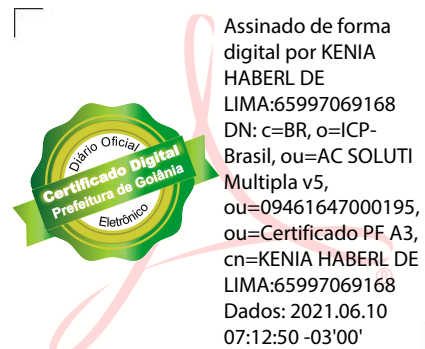 Diário Oficial
Certificado Digital
Prefeitura de Goiânia
Eletrônico
Assinado de forma
digital por KENIA
HABERL DE
LIMA:65997069168
DN: c=BR, o=ICP-
Brasil, ou=AC SOLUTI
Multipla v5,
ou=09461647000195,
ou=Certificado PF A3,
cn=KENIA HABERL DE
LIMA:65997069168
Dados: 2021.06.10
07:12:50 -03'00'
®